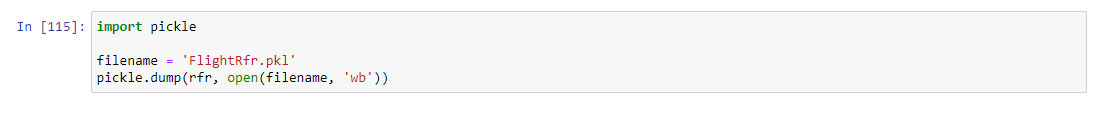 In [115]: import pickle
filename = 'FlightRfr.pkl'
pickle.dump(rfr, open(filename, 'wb'))